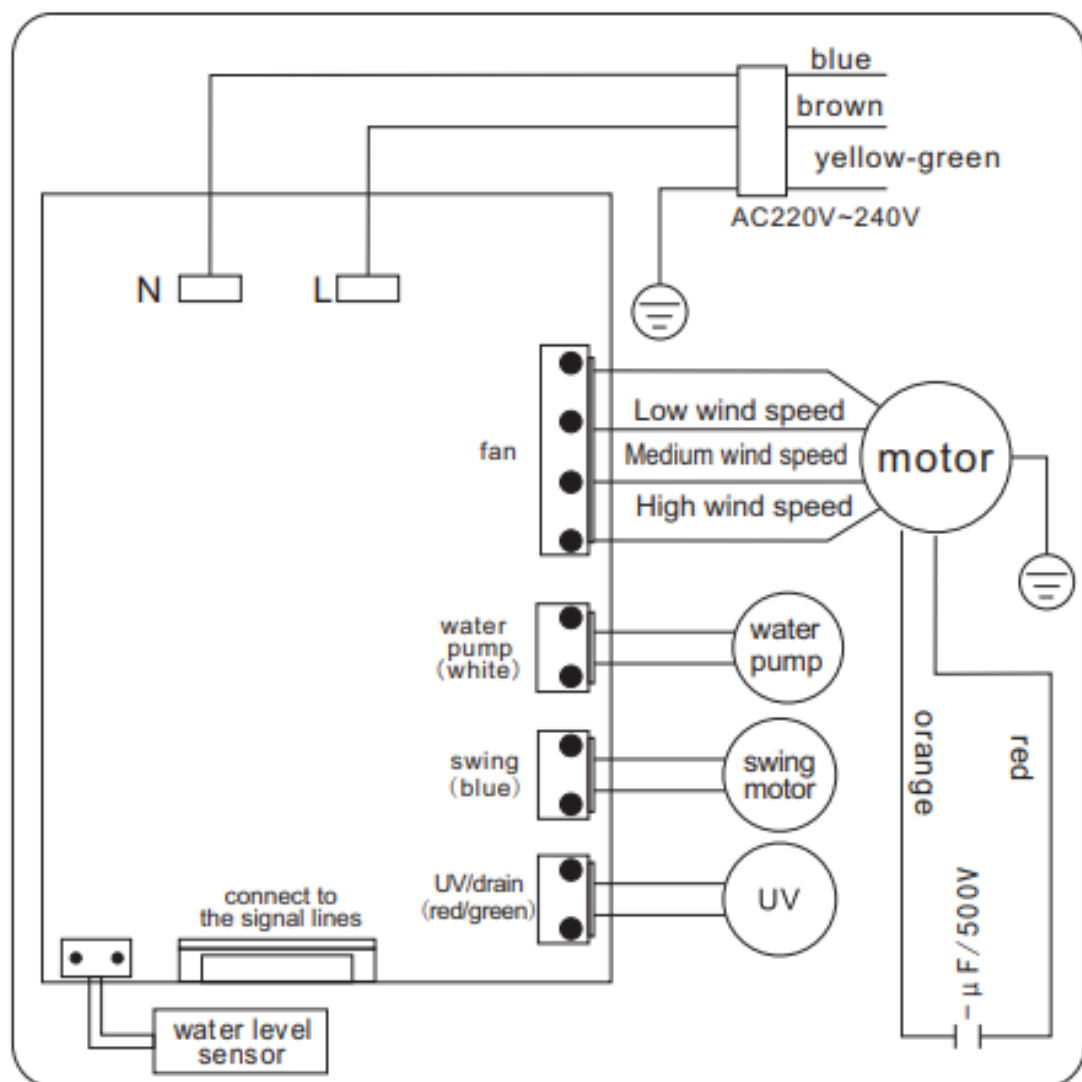 blue
brown
yellow-green
AC220V~240V
N
L
fan
Low wind speed
Medium wind speed
High wind speed
motor
water
pump
(white)
water
pump
swing
(blue)
swing
motor
orange
red
UV/drain
(red/green)
UV
connect to
the signal lines
-μF/500V
water level
sensor